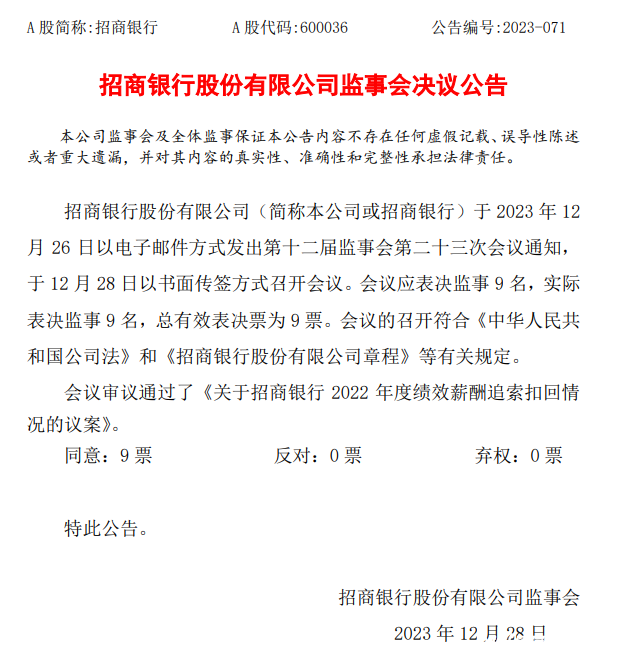 A 股简称:招商银行 A 股代码:600036 公告编号:2023-071
招商银行股份有限公司监事会决议公告
本公司监事会及全体监事保证本公告内容不存在任何虚假记载、误导性陈述
或者重大遗漏，并对其内容的真实性、准确性和完整性承担法律责任。
招商银行股份有限公司（简称本公司或招商银行）于 2023 年 12
月 26 日以电子邮件方式发出第十二届监事会第二十三次会议通知，
于 12 月 28 日以书面传签方式召开会议。会议应表决监事 9 名，实际
表决监事 9 名，总有效表决票为 9 票。会议的召开符合《中华人民共
和国公司法》和《招商银行股份有限公司章程》等有关规定。
会议审议通过了《关于招商银行 2022 年度绩效薪酬追索扣回情
况的议案》。
同意：9 票 反对：0 票 弃权：0 票
特此公告。
招商银行股份有限公司监事会
2023 年 12 月 28 日